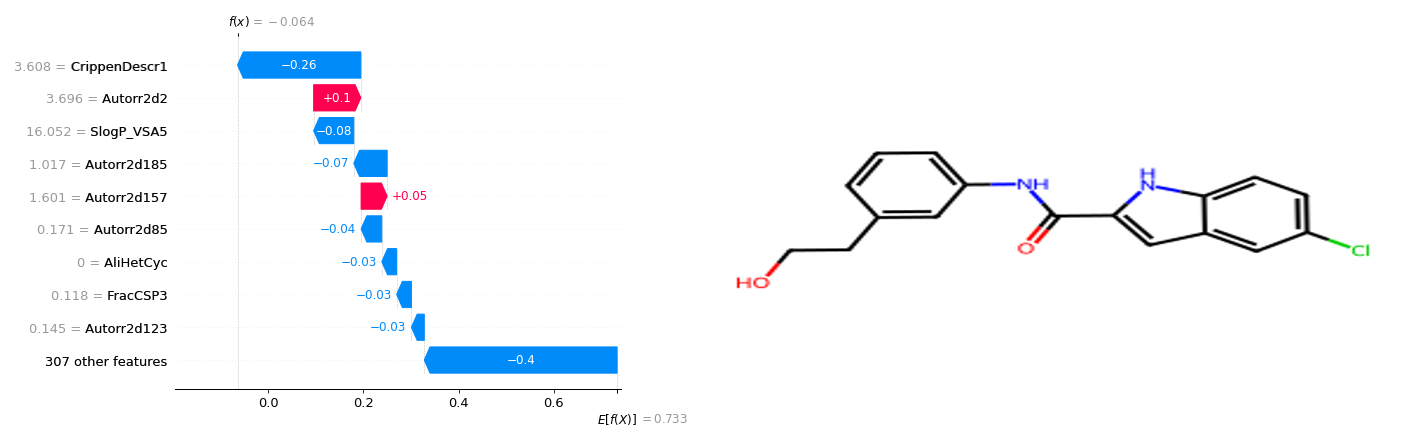 f(x) = −0.064
3.608 = CrippenDescr1
−0.26
3.696 = Autorr2d2
+0.1
16.052 = SlogP_VSA5
−0.08
1.017 = Autorr2d185
−0.07
1.601 = Autorr2d157
+0.05
0.171 = Autorr2d85
−0.04
0 = AliHetCyc
−0.03
0.118 = FracCSP3
−0.03
0.145 = Autorr2d123
−0.03
307 other features
−0.4
0.0 0.2 0.4 0.6
E[f(X)] = 0.733
H
N
NH
O
HO
Cl